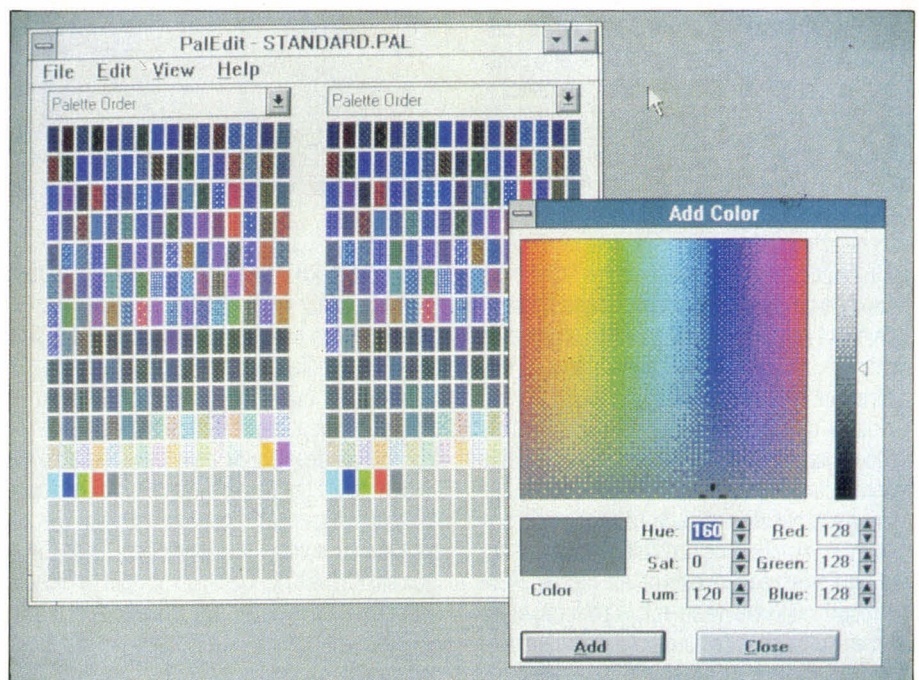 PalEdit - STANDARD.PAL
File Edit View Help
Palette Order
Palette Order
Add Color
Hue: 160
Red: 128
Sat: 0
Green: 128
Color
Lum: 120
Blue: 128
Add
Close